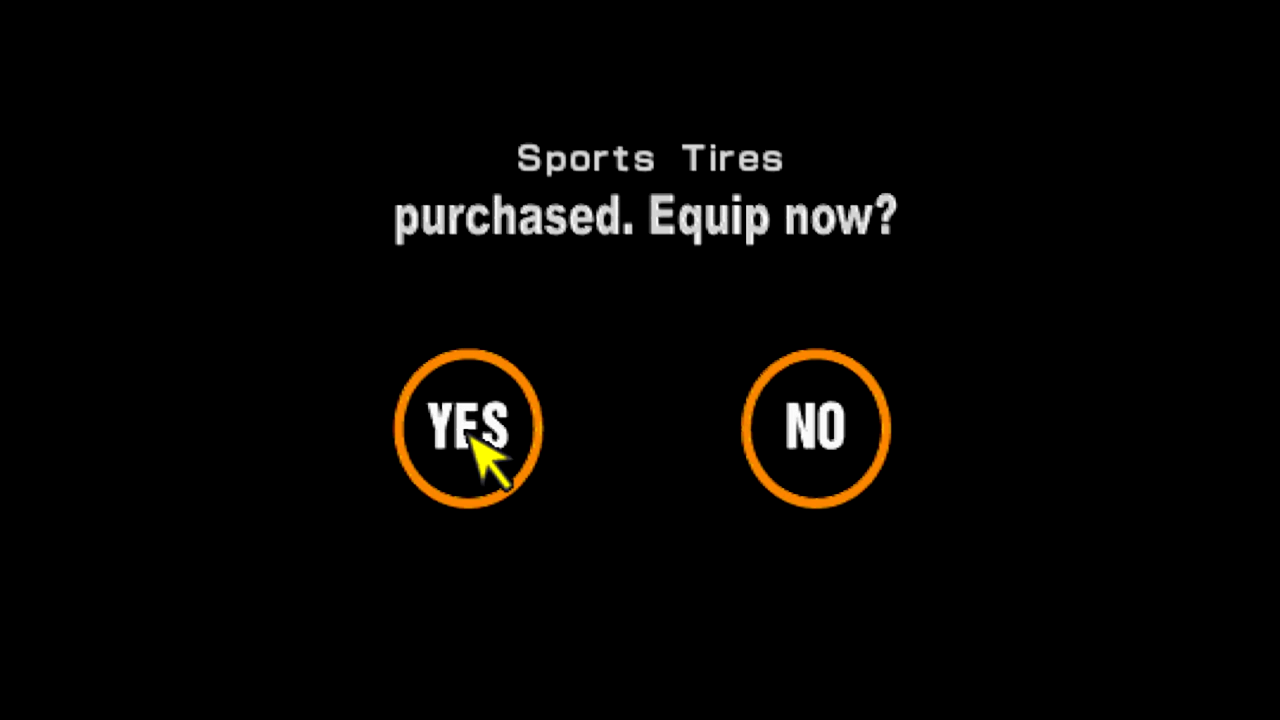 Sports Tires
purchased. Equip now?
YES
NO